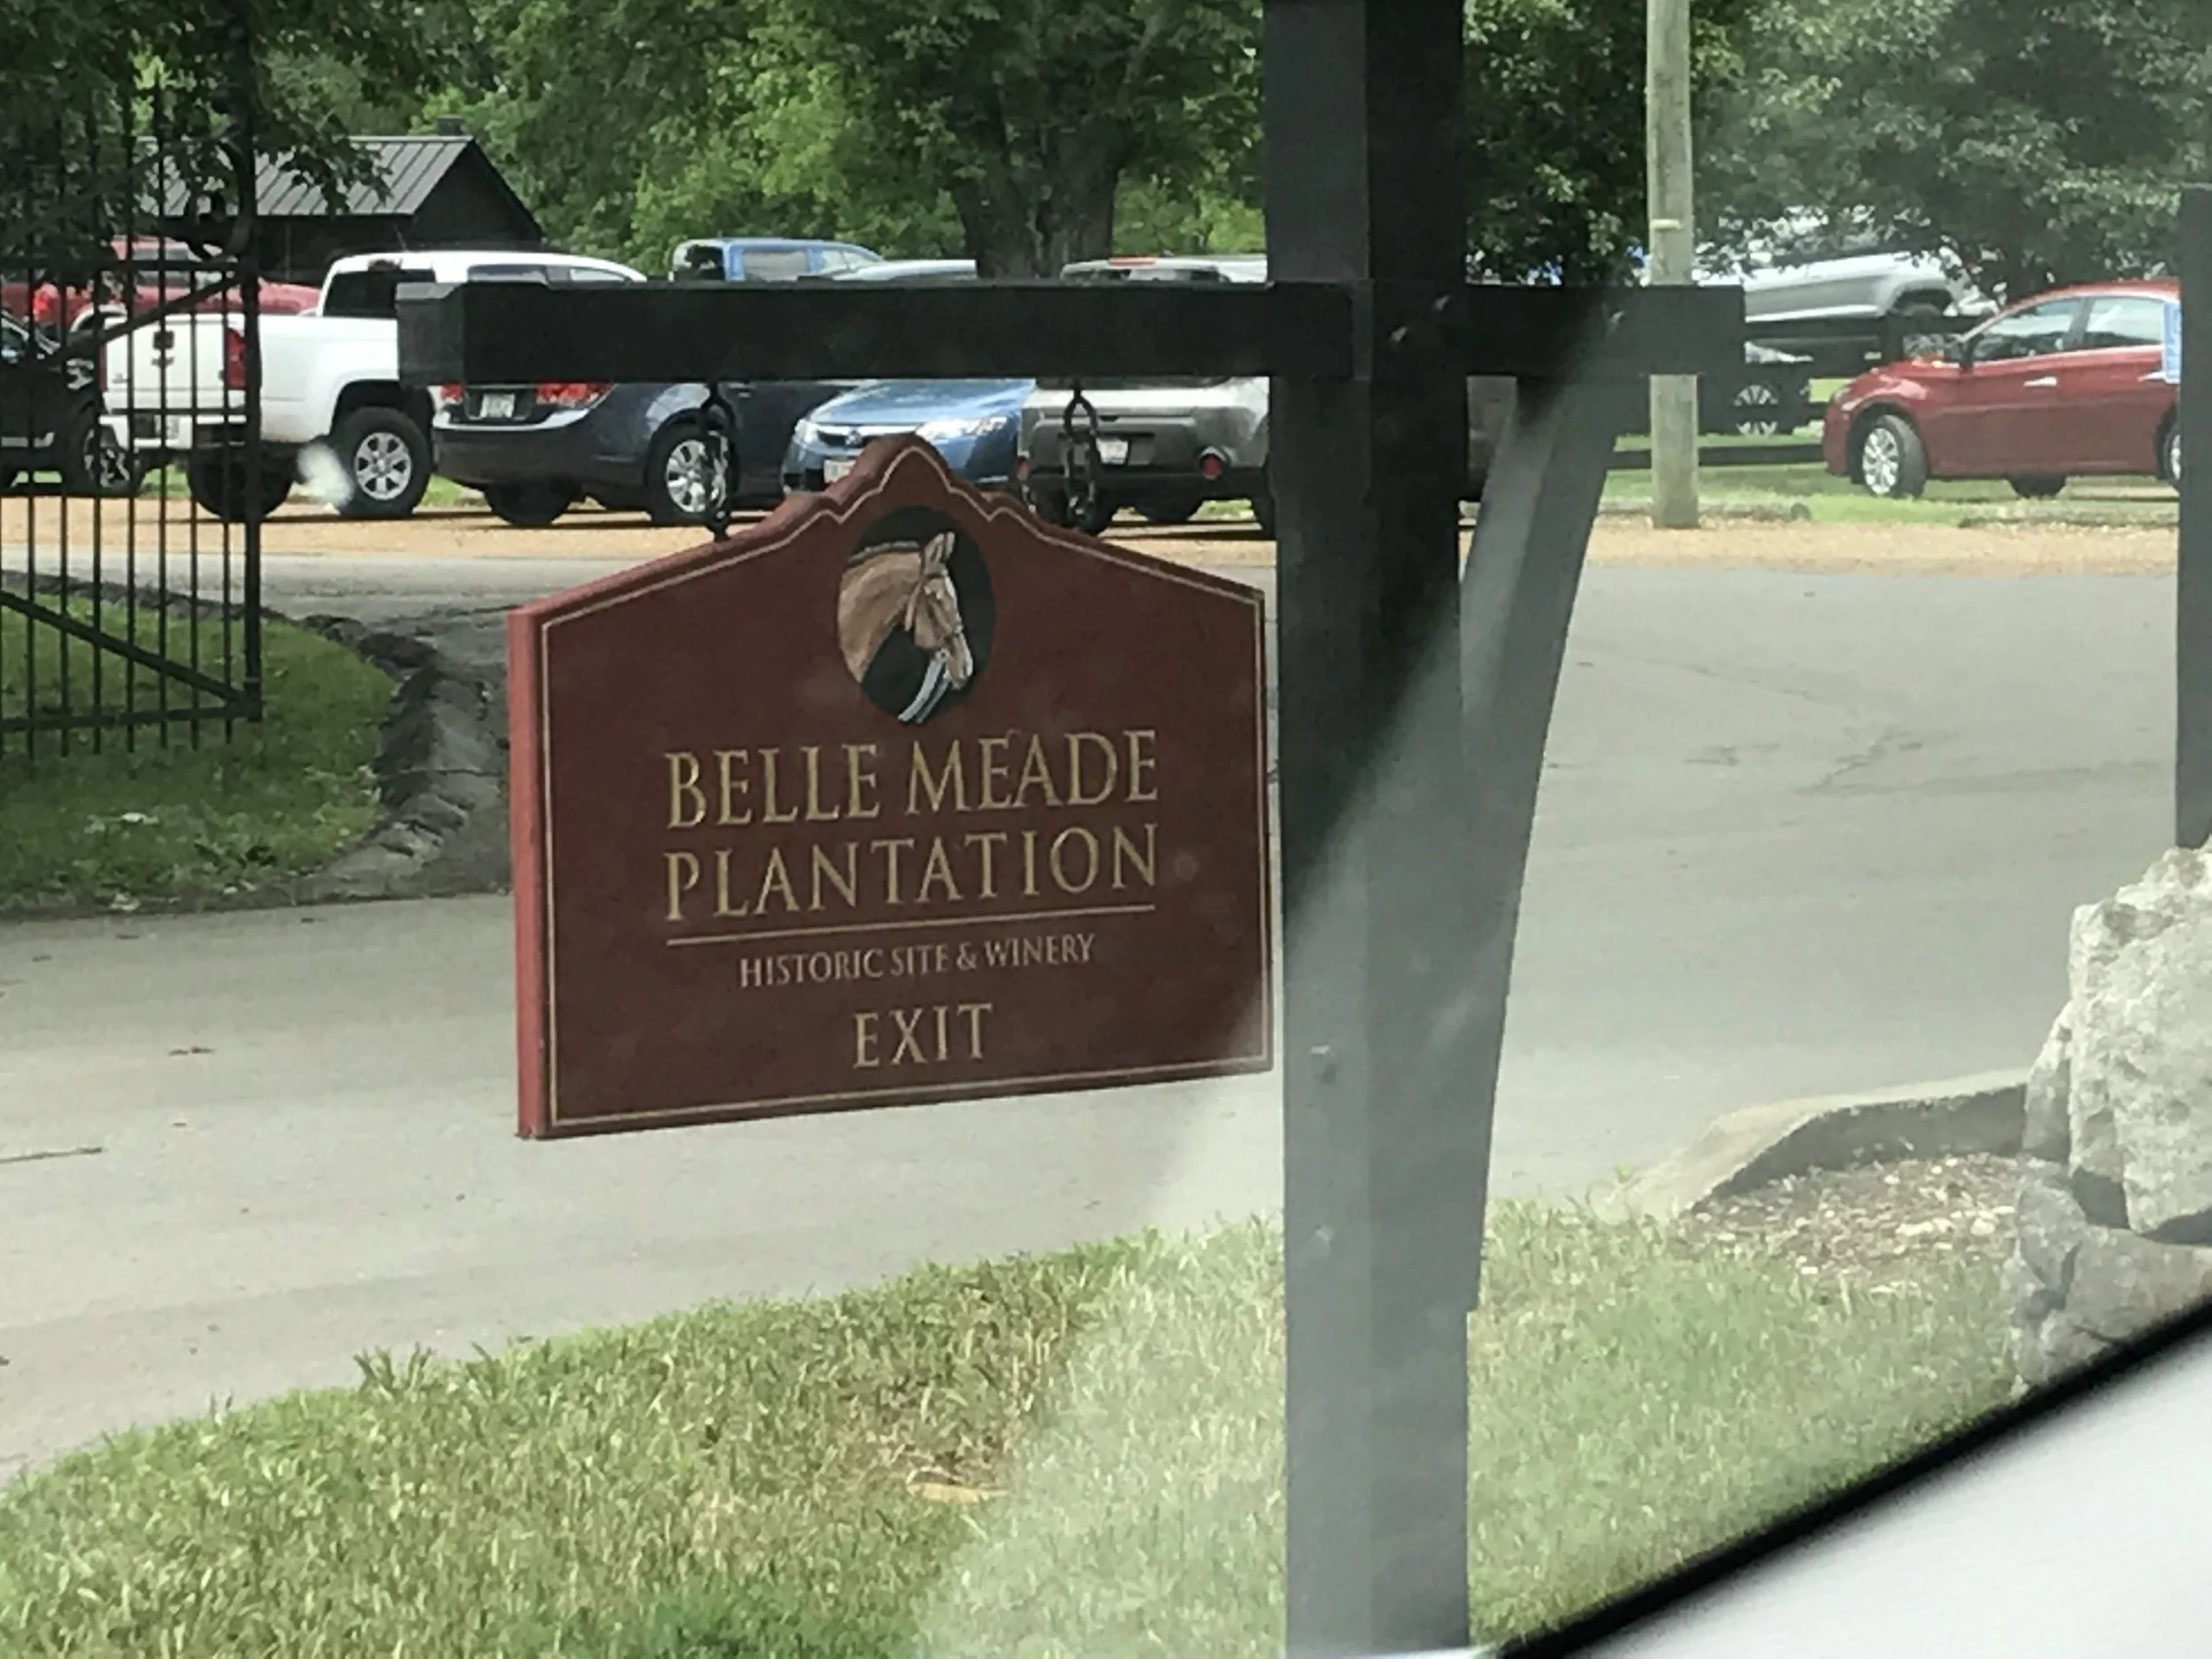 BELLE MEADE
PLANTATION
HISTORIC SITE & WINERY
EXIT